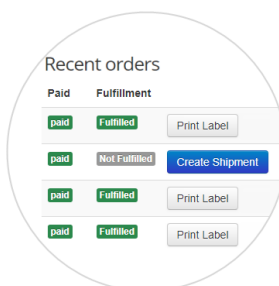 Recent orders
Paid Fulfillment
paid Fulfilled Print Label
paid Not Fulfilled Create Shipment
paid Fulfilled Print Label
paid Fulfilled Print Label